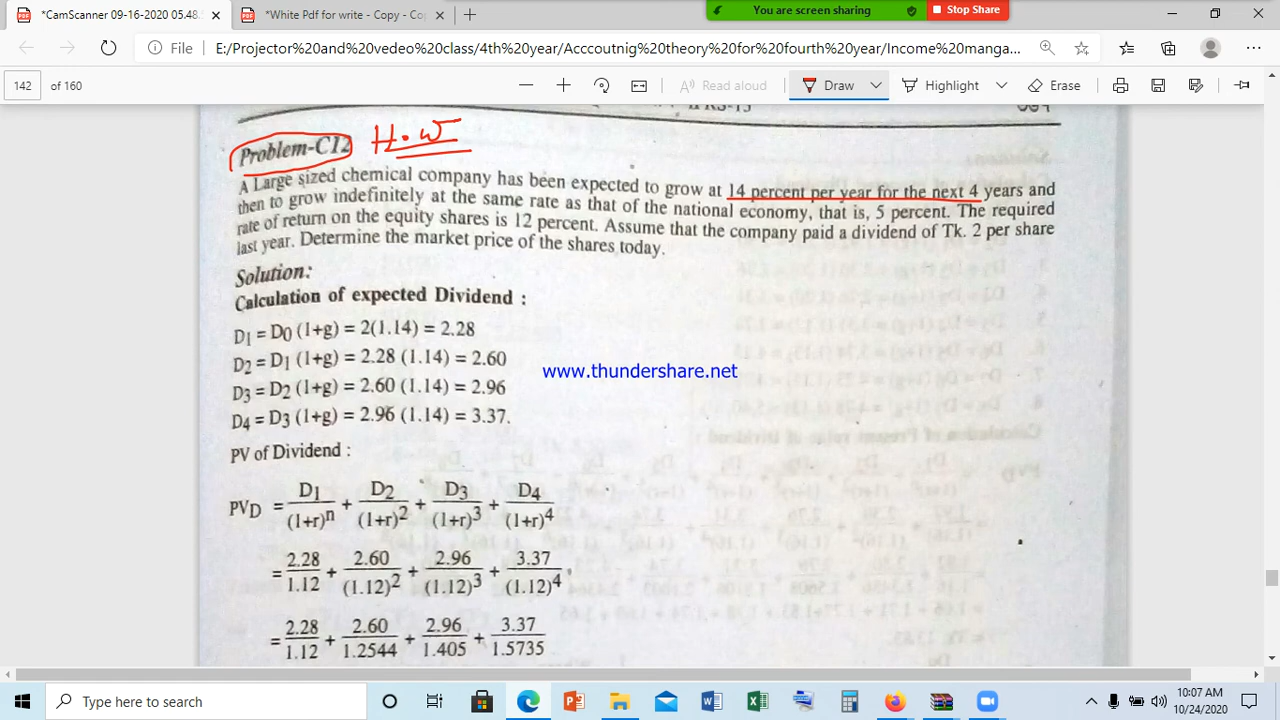 *CamScanner 09-16-2020 05.48.
*White Pdf for write - Copy - Co
You are screen sharing
Stop Share
File
E:/Projector%20and%20vedeo%20class/4th%20year/Acccoutnig%20theory%20for%20fourth%20year/Income%20manga...
142 of 160
Read aloud
Draw
Highlight
Erase
Problem-C12 H.W
A Large sized chemical company has been expected to grow at 14 percent per year for the next 4 years and
then to grow indefinitely at the same rate as that of the national economy, that is, 5 percent. The required
rate of return on the equity shares is 12 percent. Assume that the company paid a dividend of Tk. 2 per share
last year. Determine the market price of the shares today.
Solution:
Calculation of expected Dividend :
D1 = D0 (1+g) = 2(1.14) = 2.28
D2 = D1 (1+g) = 2.28 (1.14) = 2.60
www.thundershare.net
D3 = D2 (1+g) = 2.60 (1.14) = 2.96
D4 = D3 (1+g) = 2.96 (1.14) = 3.37.
PV of Dividend :
PVD = D1/(1+r)^n + D2/(1+r)^2 + D3/(1+r)^3 + D4/(1+r)^4
= 2.28/1.12 + 2.60/(1.12)^2 + 2.96/(1.12)^3 + 3.37/(1.12)^4
= 2.28/1.12 + 2.60/1.2544 + 2.96/1.405 + 3.37/1.5735
Type here to search
10:07 AM
10/24/2020